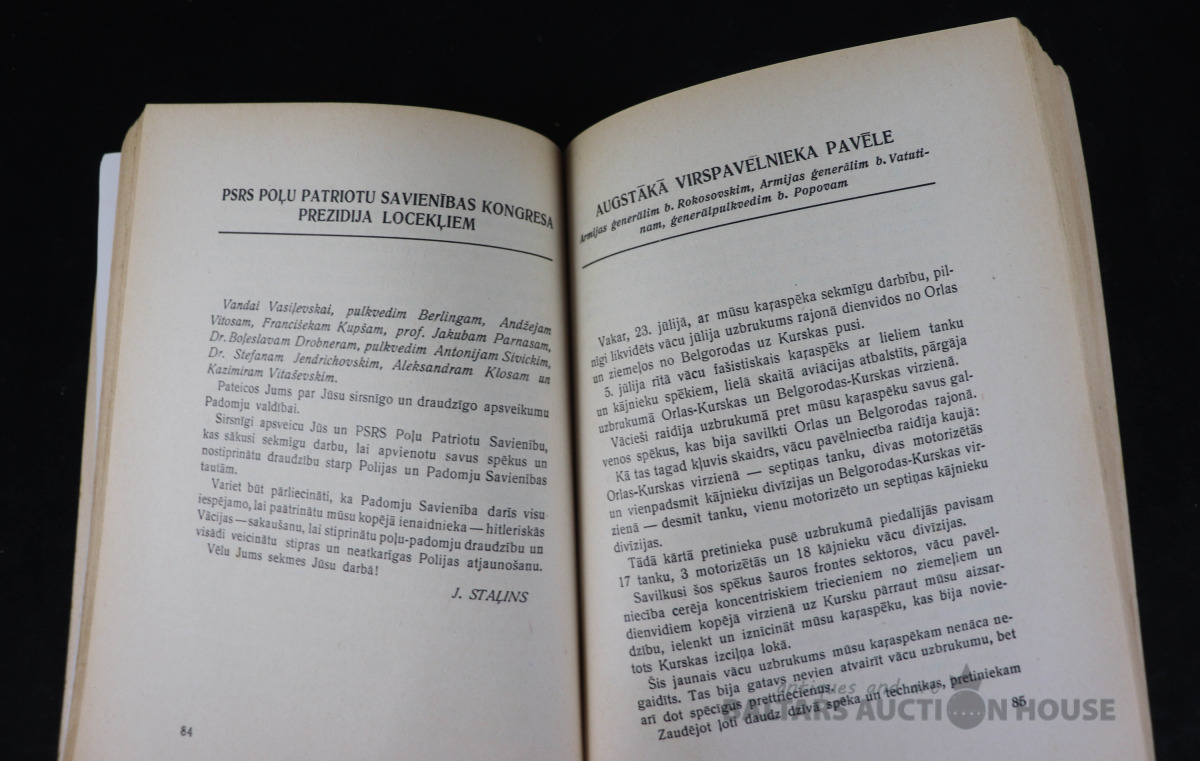 PSRS POĻU PATRIOTU SAVIENĪBAS KONGRESA
PREZIDIJA LOCEKĻIEM
Vandai Vasiļevskai, pulkvedim Berlingam, Andžejam
Vitosam, Francišekam Kupšam, prof. Jakubam Parnasam,
Dr. Boļeslavam Drobneram, pulkvedim Antonijam Sivickim,
Dr. Stefanam Jendrichovskim, Aleksandram Klosam un
Kazimiram Vitaševskim.
Pateicos Jums par Jūsu sirsnīgo un draudzīgo apsveikumu
Padomju valdībai.
Sirsnīgi apsveicu Jūs un PSRS Poļu Patriotu Savienību,
kas sākusi sekmīgu darbu, lai apvienotu savus spēkus un
nostiprinātu draudzību starp Polijas un Padomju Savienības
tautām.
Variet būt pārliecināti, ka Padomju Savienība darīs visu
iespējamo, lai paātrinātu mūsu kopējā ienaidnieka — hitleriskās
Vācijas — sakaušanu, lai stiprinātu poļu-padomju draudzību un
visādi veicinātu stipras un neatkarīgas Polijas atjaunošanu.
Vēlu Jums sekmes Jūsu darbā!
J. STAĻINS
84
AUGSTĀKĀ VIRSPAVĒLNIEKA PAVĒLE
Armijas ģenerālim b. Rokosovskim, Armijas ģenerālim b. Vatuti-
nam, ģenerālpulkvedim b. Popovam
Vakar, 23. jūlijā, ar mūsu kaŗaspēka sekmīgu darbību, pil-
nīgi likvidēts vācu jūlija uzbrukums rajonā dienvidos no Orlas
un ziemeļos no Belgorodas uz Kurskas pusi.
5. jūlija rītā vācu fašistiskais kaŗaspēks ar lieliem tanku
un kājnieku spēkiem, lielā skaitā aviācijas atbalstīts, pārgāja
uzbrukumā Orlas-Kurskas un Belgorodas-Kurskas virzienā.
Vācieši raidīja uzbrukumā pret mūsu kaŗaspēku savus gal-
venos spēkus, kas bija savilkti Orlas un Belgorodas rajonā.
Kā tas tagad kļuvis skaidrs, vācu pavēlniecība raidīja kaujā:
Orlas-Kurskas virzienā — septiņas tanku, divas motorizētās
un vienpadsmit kājnieku divīzijas un Belgorodas-Kurskas vir-
zienā — desmit tanku, vienu motorizēto un septiņas kājnieku
divīzijas.
Tādā kārtā pretinieka pusē uzbrukumā piedalījās pavisam
17 tanku, 3 motorizētās un 18 kājnieku vācu divīzijas.
Savilkusi šos spēkus šauros frontes sektoros, vācu pavēl-
niecība cerēja koncentriskiem triecieniem no ziemeļiem un
dienvidiem kopējā virzienā uz Kursku pārraut mūsu aizsar-
dzību, ielenkt un iznīcināt mūsu kaŗaspēku, kas bija novie-
tots Kurskas izciļņa lokā.
Šis jaunais vācu uzbrukums mūsu kaŗaspēkam nenāca ne-
gaidīts. Tas bija gatavs nevien atvairīt vācu uzbrukumu, bet
arī dot spēcīgus prettriecienus.
Zaudējot ļoti daudz dzīvā spēka un technikas, pretiniekam
85
antiques and
BALTARS AUCTION HOUSE